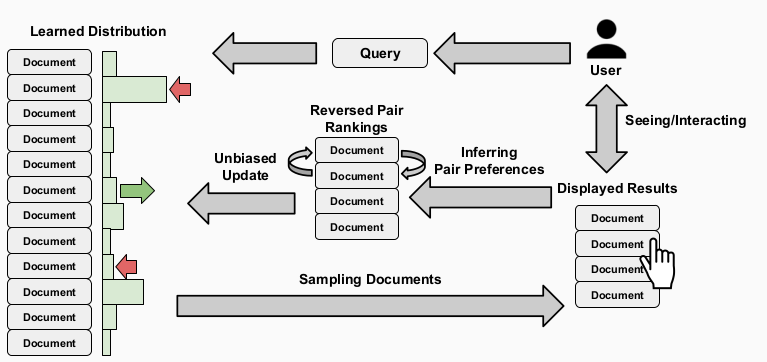 Learned Distribution
Document
Document
Document
Document
Document
Document
Document
Document
Document
Document
Document
Document
Query
User
Seeing/Interacting
Reversed Pair
Rankings
Document
Document
Document
Document
Unbiased
Update
Inferring
Pair Preferences
Displayed Results
Document
Document
Document
Document
Sampling Documents